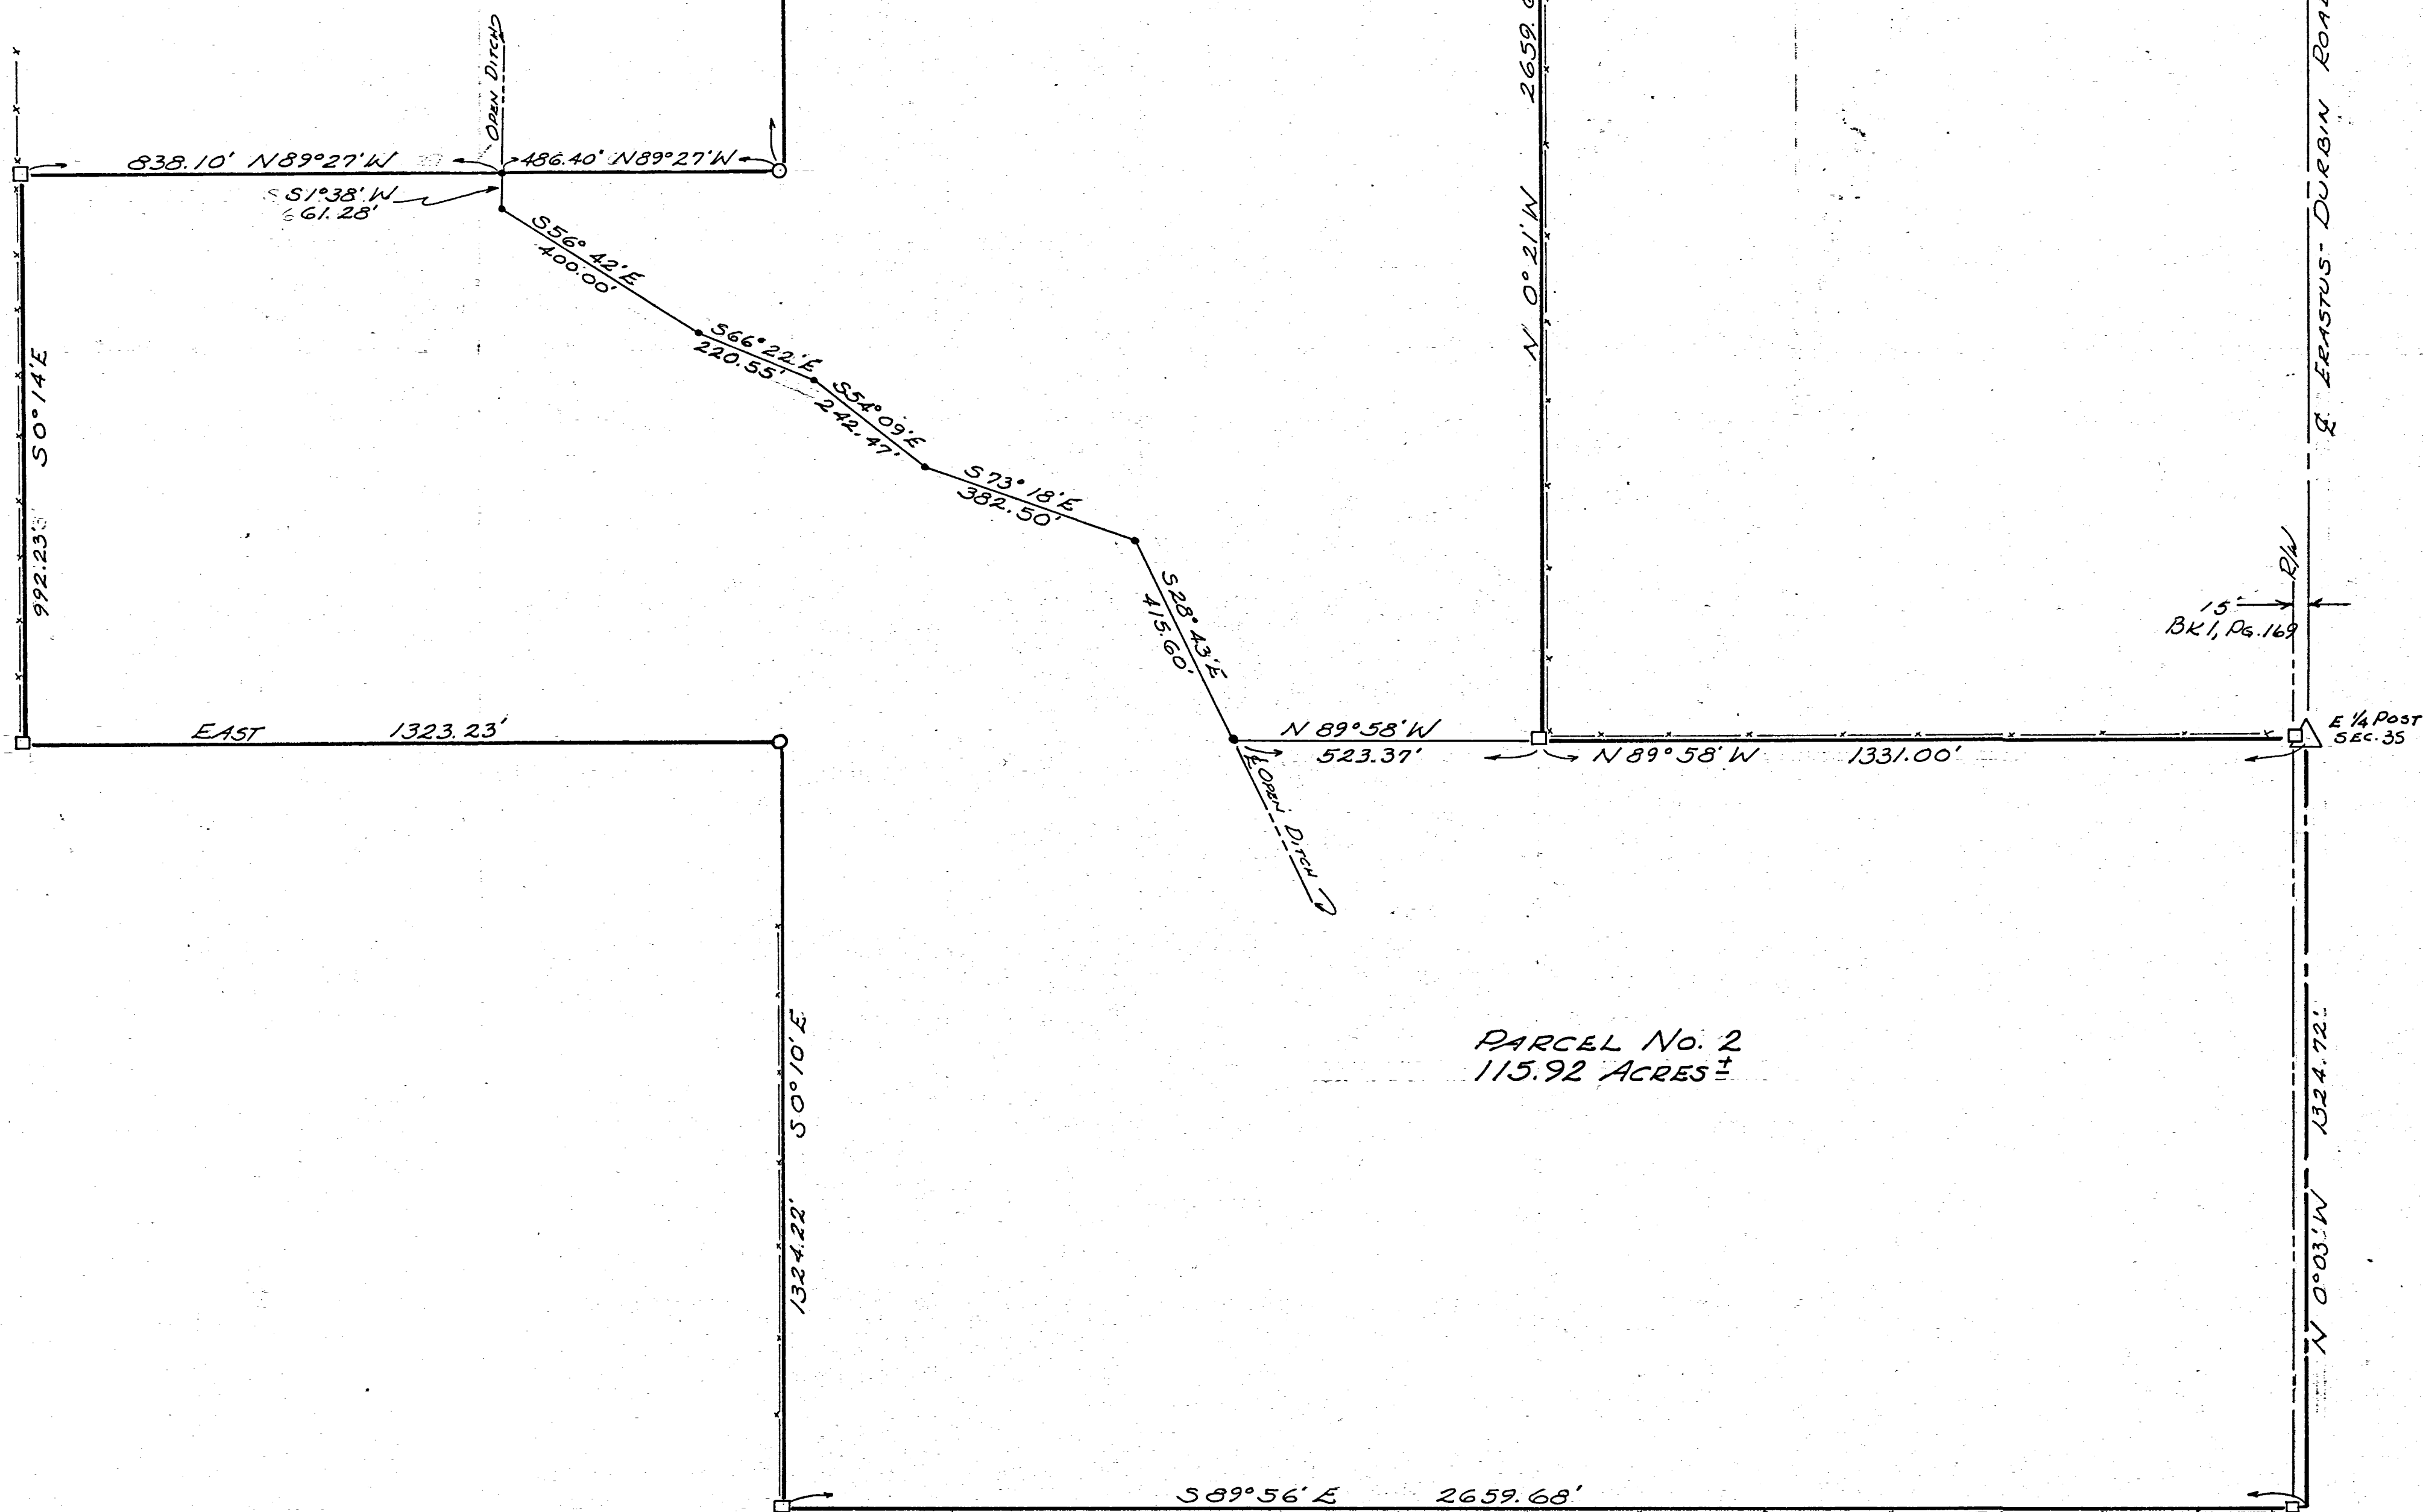 OPEN DITCH
838.10' N89°27'W
486.40' N89°27'W
S1°38'W
61.28'
S56°42'E
400.00'
S66°22'E
220.55'
S54°09'E
242.47'
S73°18'E
382.50'
S28°43'E
415.60'
S0°14'E
992.23'
EAST 1323.23'
N 0°21'W 2659.6
℄ ERASTUS-DURBIN ROAD
R/W
15'
BK1, PG.169
E 1/4 POST
SEC. 35
N 89°58'W
523.37'
N 89°58'W 1331.00'
℄ OPEN DITCH
PARCEL No. 2
115.92 ACRES±
1324.22' S0°10'E
N 0°03'W 1324.72'
S89°56'E 2659.68'